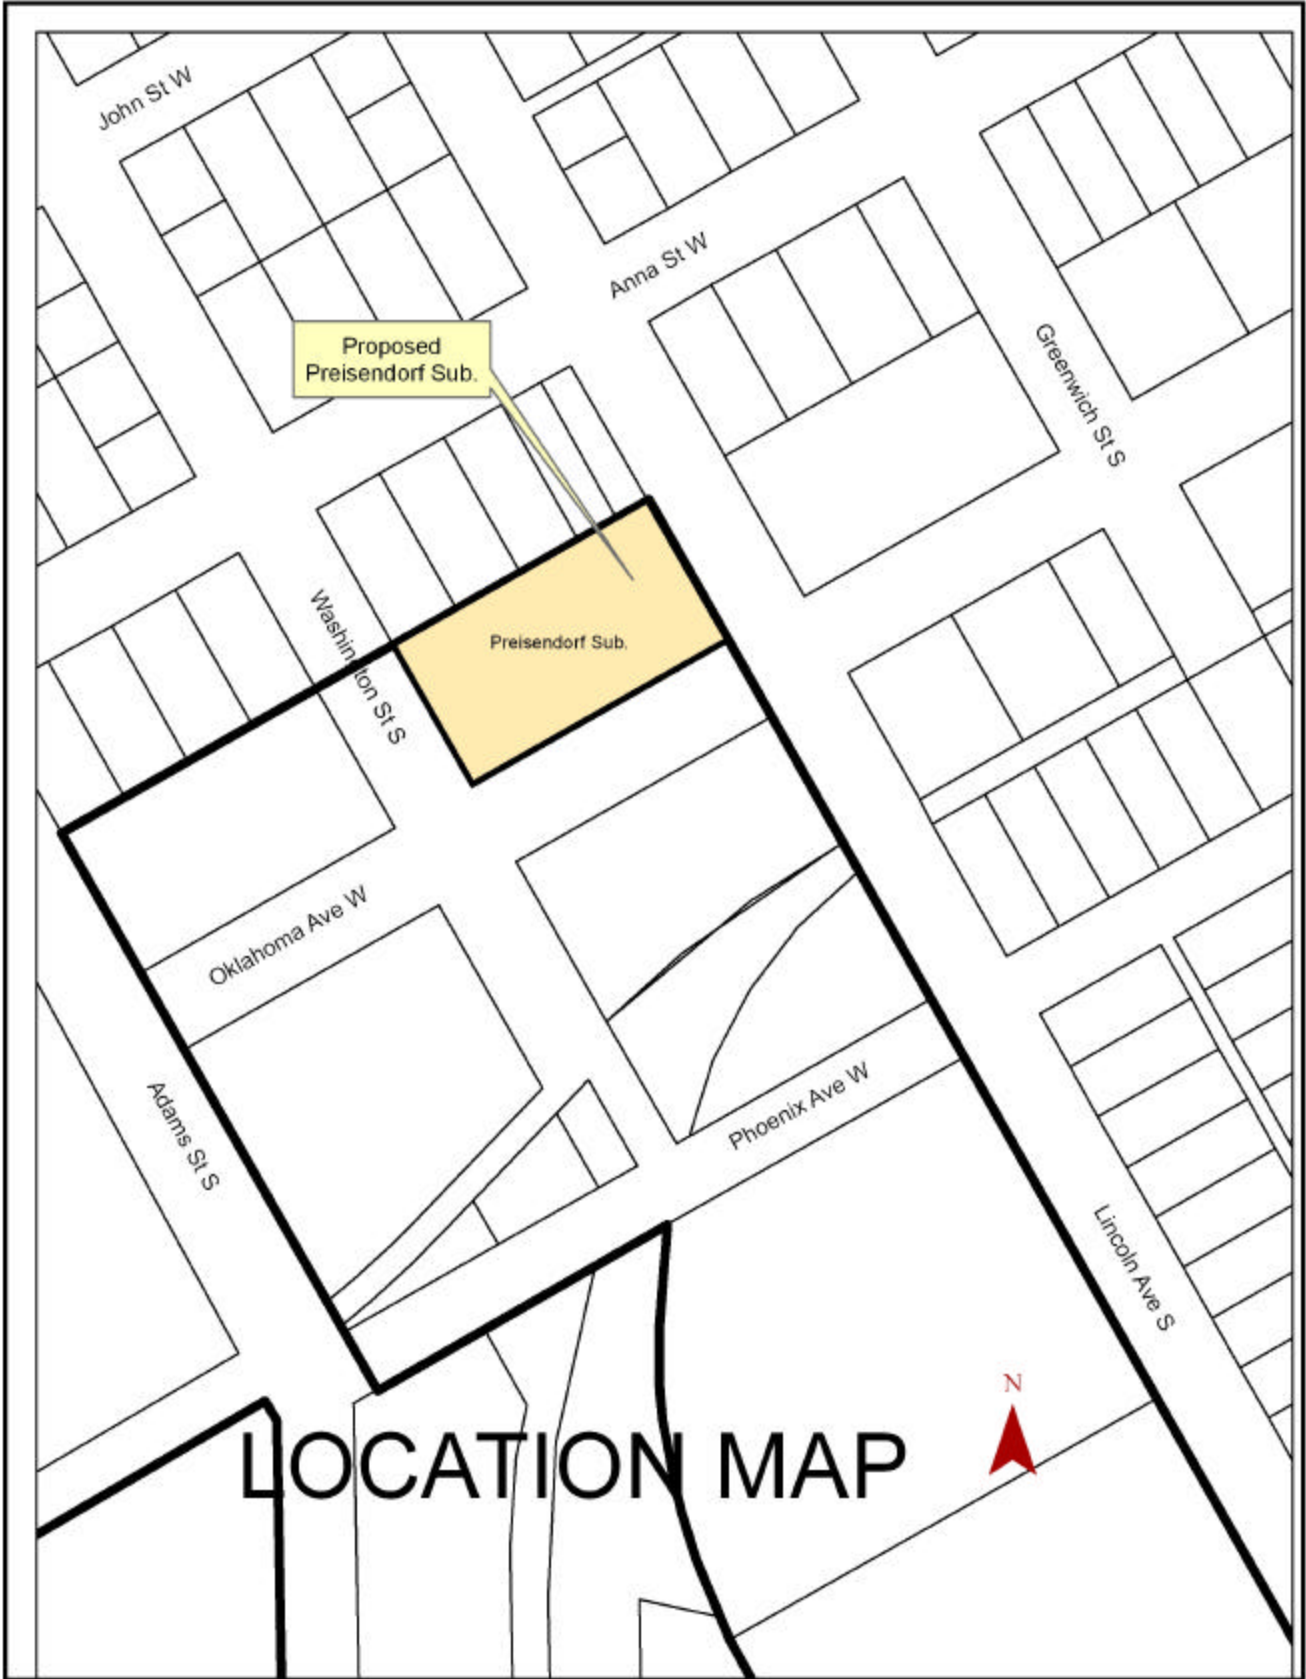 John St W
Anna St W
Proposed
Preisendorf Sub.
Greenwich St S
Washington St S
Preisendorf Sub.
Oklahoma Ave W
Adams St S
Phoenix Ave W
Lincoln Ave S
N
LOCATION MAP